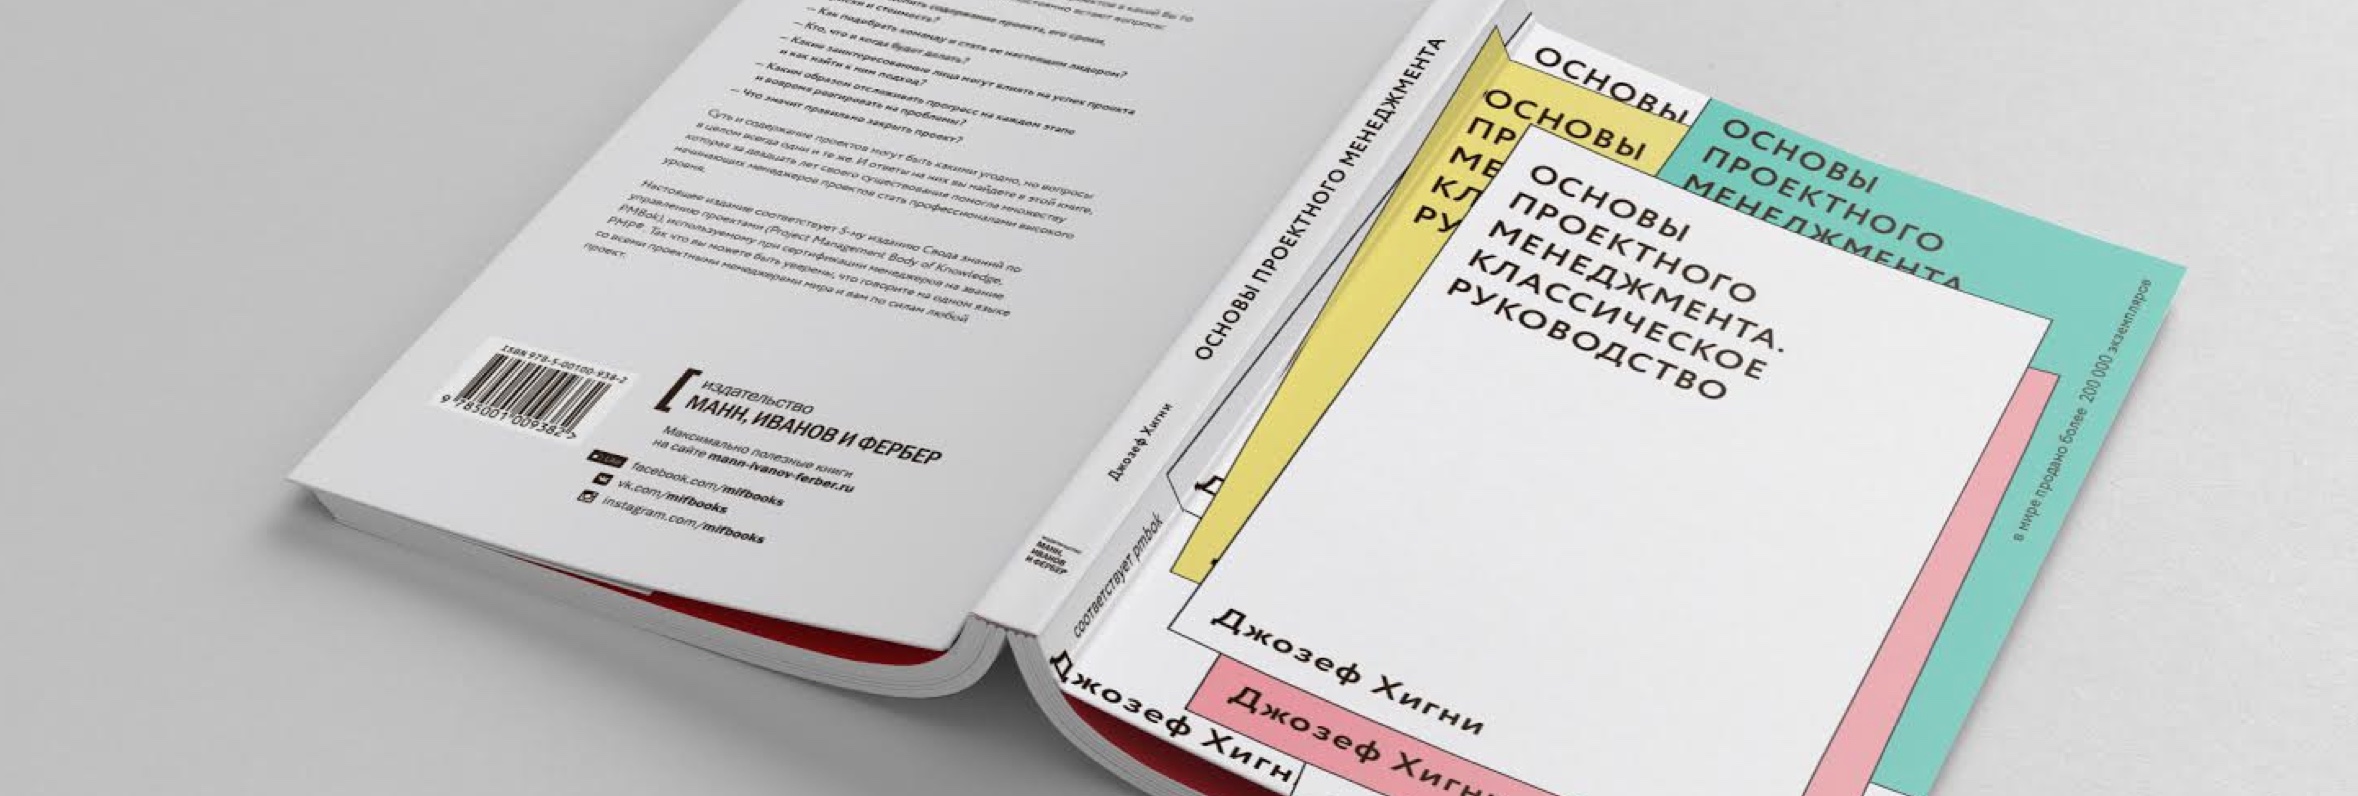 — Как подобрать команду и стать ее настоящим лидером?
— Кто, что и когда будет делать?
— Какие заинтересованные лица могут влиять на успех проекта
и как найти к ним подход?
— Каким образом отслеживать прогресс на каждом этапе
и вовремя реагировать на проблемы?
— Что значит правильно закрыть проект?
Суть и содержание проектов могут быть какими угодно, но вопросы
в целом всегда одни и те же. И ответы на них вы найдете в этой книге,
которая за двадцать лет своего существования помогла множеству
начинающих менеджеров проектов стать профессионалами высокого
уровня.
Настоящее издание соответствует 5-му изданию Свода знаний по
управлению проектами (Project Management Body of Knowledge,
PMBok), используемому при сертификации менеджеров на звание
PMP®. Так что вы можете быть уверены, что говорите на одном языке
со всеми проектными менеджерами мира и вам по силам любой
проект.
ISBN 978-5-00100-938-2
9 785001 009382 >
издательство
МАНН, ИВАНОВ И ФЕРБЕР
Максимально полезные книги
на сайте mann-ivanov-ferber.ru
facebook.com/mifbooks
vk.com/mifbooks
instagram.com/mifbooks
ОСНОВЫ ПРОЕКТНОГО МЕНЕДЖМЕНТА
Джозеф Хигни
МАНН,
ИВАНОВ
И ФЕРБЕР
соответствует pmbok
ОСНОВЫ
ОСНОВЫ
ПР
МЕ
КЛ
РУ
ОСНОВЫ
ПРОЕКТНОГО
МЕНЕДЖМЕНТА
ОСНОВЫ
ПРОЕКТНОГО
МЕНЕДЖМЕНТА.
КЛАССИЧЕСКОЕ
РУКОВОДСТВО
в мире продано более 200 000 экземпляров
Джозеф Хигни
Джозеф Хигни
Джозеф Хигн